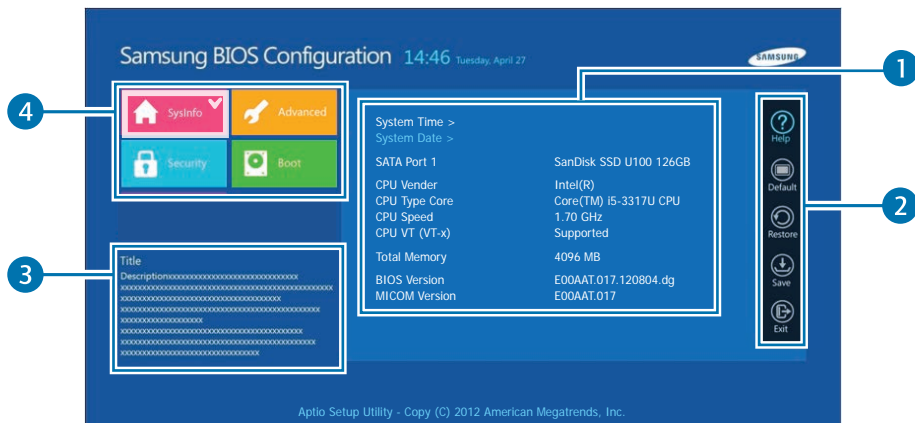 Samsung BIOS Configuration 14:46 Tuesday, April 27
SAMSUNG
1
4
SysInfo
Advanced
Security
Boot
System Time >
System Date >
SATA Port 1 SanDisk SSD U100 126GB
CPU Vender Intel(R)
CPU Type Core Core(TM) i5-3317U CPU
CPU Speed 1.70 GHz
CPU VT (VT-x) Supported
Total Memory 4096 MB
BIOS Version E00AAT.017.120804.dg
MICOM Version E00AAT.017
Help
Default
Restore
Save
Exit
2
3
Title
Descriptionxxxxxxxxxxxxxxxxxxxxxxxxxxxxxx
Aptio Setup Utility - Copy (C) 2012 American Megatrends, Inc.